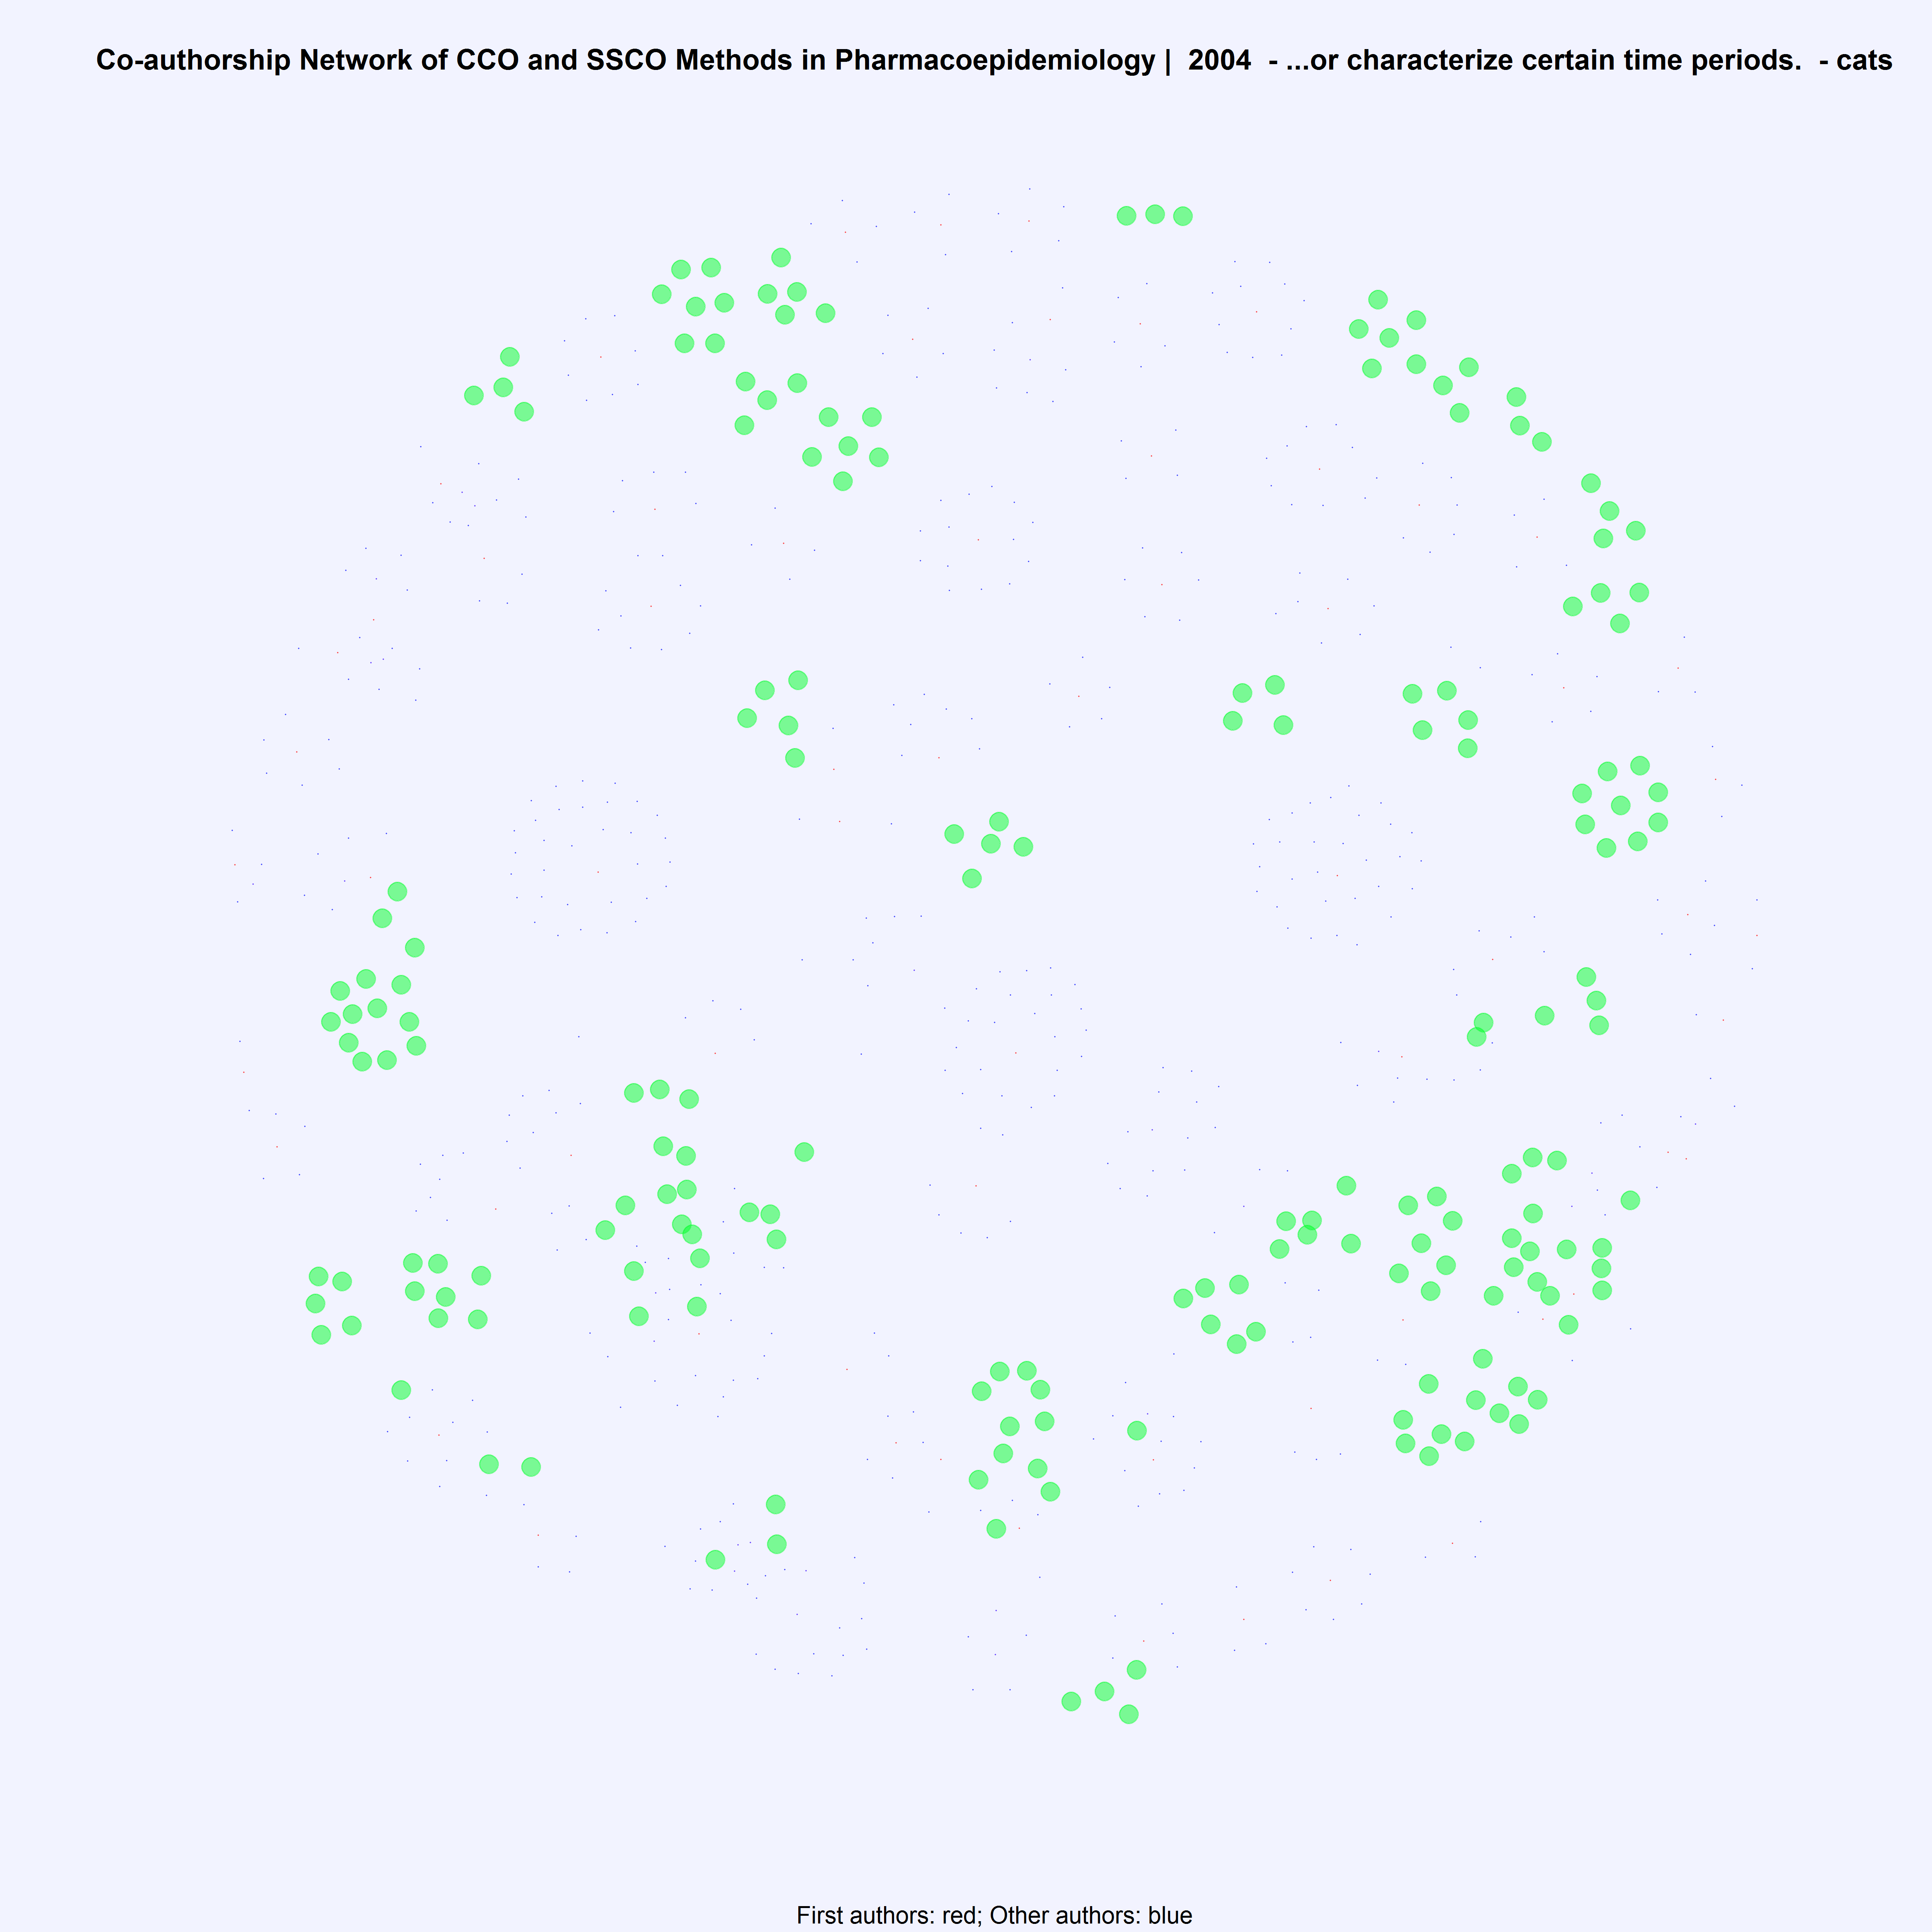 Co-authorship Network of CCO and SSCO Methods in Pharmacoepidemiology | 2004 - ...or characterize certain time periods. - cats
First authors: red; Other authors: blue